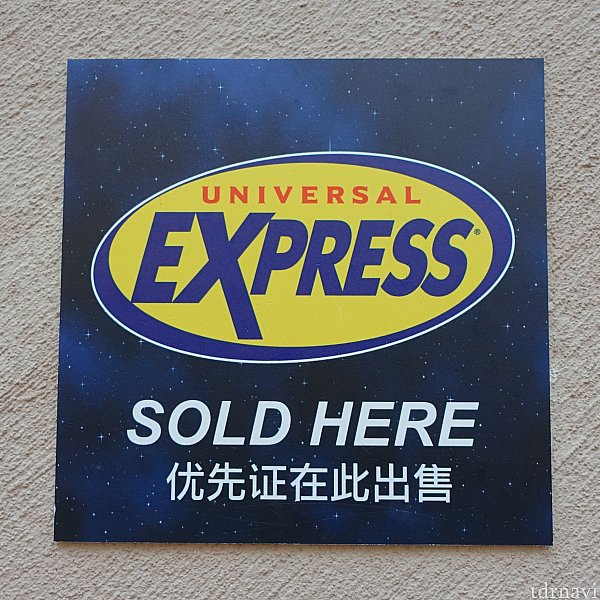 UNIVERSAL
EXPRESS®
SOLD HERE
优先证在此出售
tdrnavi